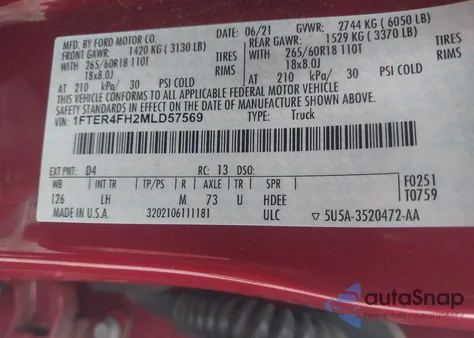 MFD. BY FORD MOTOR CO.
06/21 GVWR: 2744 KG ( 6050 LB)
FRONT GAWR: 1420 KG ( 3130 LB) REAR GAWR: 1529 KG ( 3370 LB)
WITH 265/60R18 110T TIRES WITH 265/60R18 110T TIRES
18x8.0J RIMS 18x8.0J RIMS
AT 210 kPa/ 30 PSI COLD AT 210 kPa/ 30 PSI COLD
THIS VEHICLE CONFORMS TO ALL APPLICABLE FEDERAL MOTOR VEHICLE
SAFETY STANDARDS IN EFFECT ON THE DATE OF MANUFACTURE SHOWN ABOVE.
VIN: 1FTER4FH2MLD57569 TYPE: Truck
EXT PNT: D4 RC: 13 DSO:
WB INT TR TP/PS R AXLE TR SPR F0251
126 LH M 73 U HDEE T0759
MADE IN U.S.A. 3202106111181 ULC 5U5A-3520472-AA
autoSnap